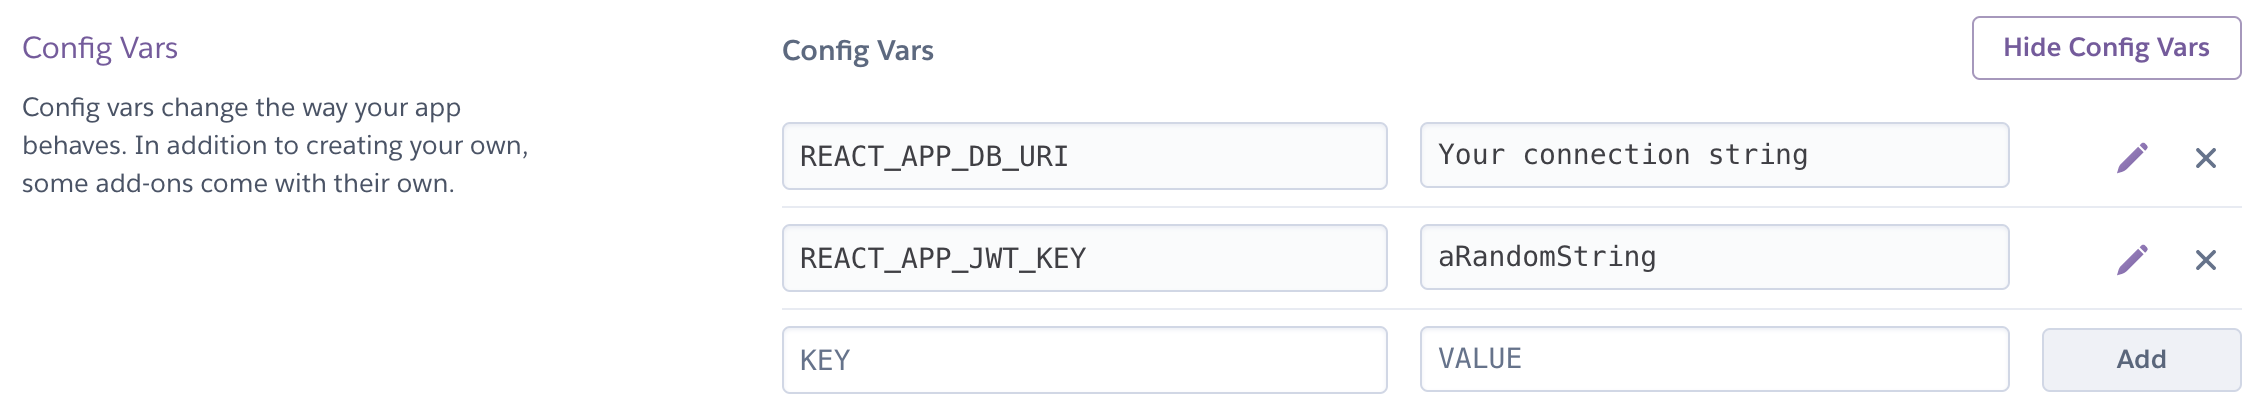 Config Vars
Config vars change the way your app
behaves. In addition to creating your own,
some add-ons come with their own.
Config Vars
Hide Config Vars
REACT_APP_DB_URI
Your connection string
REACT_APP_JWT_KEY
aRandomString
KEY
VALUE
Add